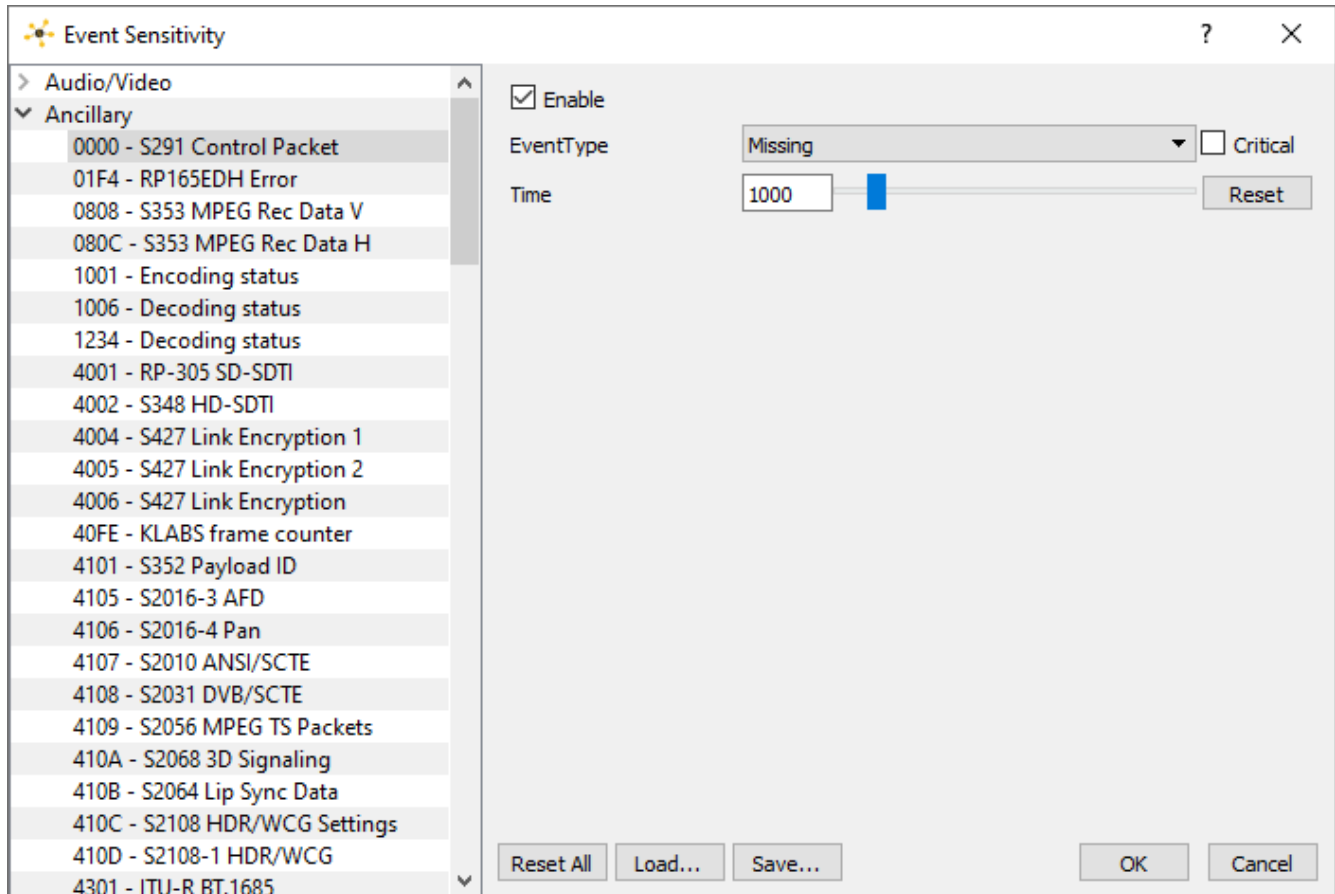 Event Sensitivity
?
Audio/Video
Ancillary
0000 - S291 Control Packet
01F4 - RP165EDH Error
0808 - S353 MPEG Rec Data V
080C - S353 MPEG Rec Data H
1001 - Encoding status
1006 - Decoding status
1234 - Decoding status
4001 - RP-305 SD-SDTI
4002 - S348 HD-SDTI
4004 - S427 Link Encryption 1
4005 - S427 Link Encryption 2
4006 - S427 Link Encryption
40FE - KLABS frame counter
4101 - S352 Payload ID
4105 - S2016-3 AFD
4106 - S2016-4 Pan
4107 - S2010 ANSI/SCTE
4108 - S2031 DVB/SCTE
4109 - S2056 MPEG TS Packets
410A - S2068 3D Signaling
410B - S2064 Lip Sync Data
410C - S2108 HDR/WCG Settings
410D - S2108-1 HDR/WCG
4301 - ITU-R BT.1685
Enable
EventType Missing Critical
Time 1000 Reset
Reset All Load... Save... OK Cancel